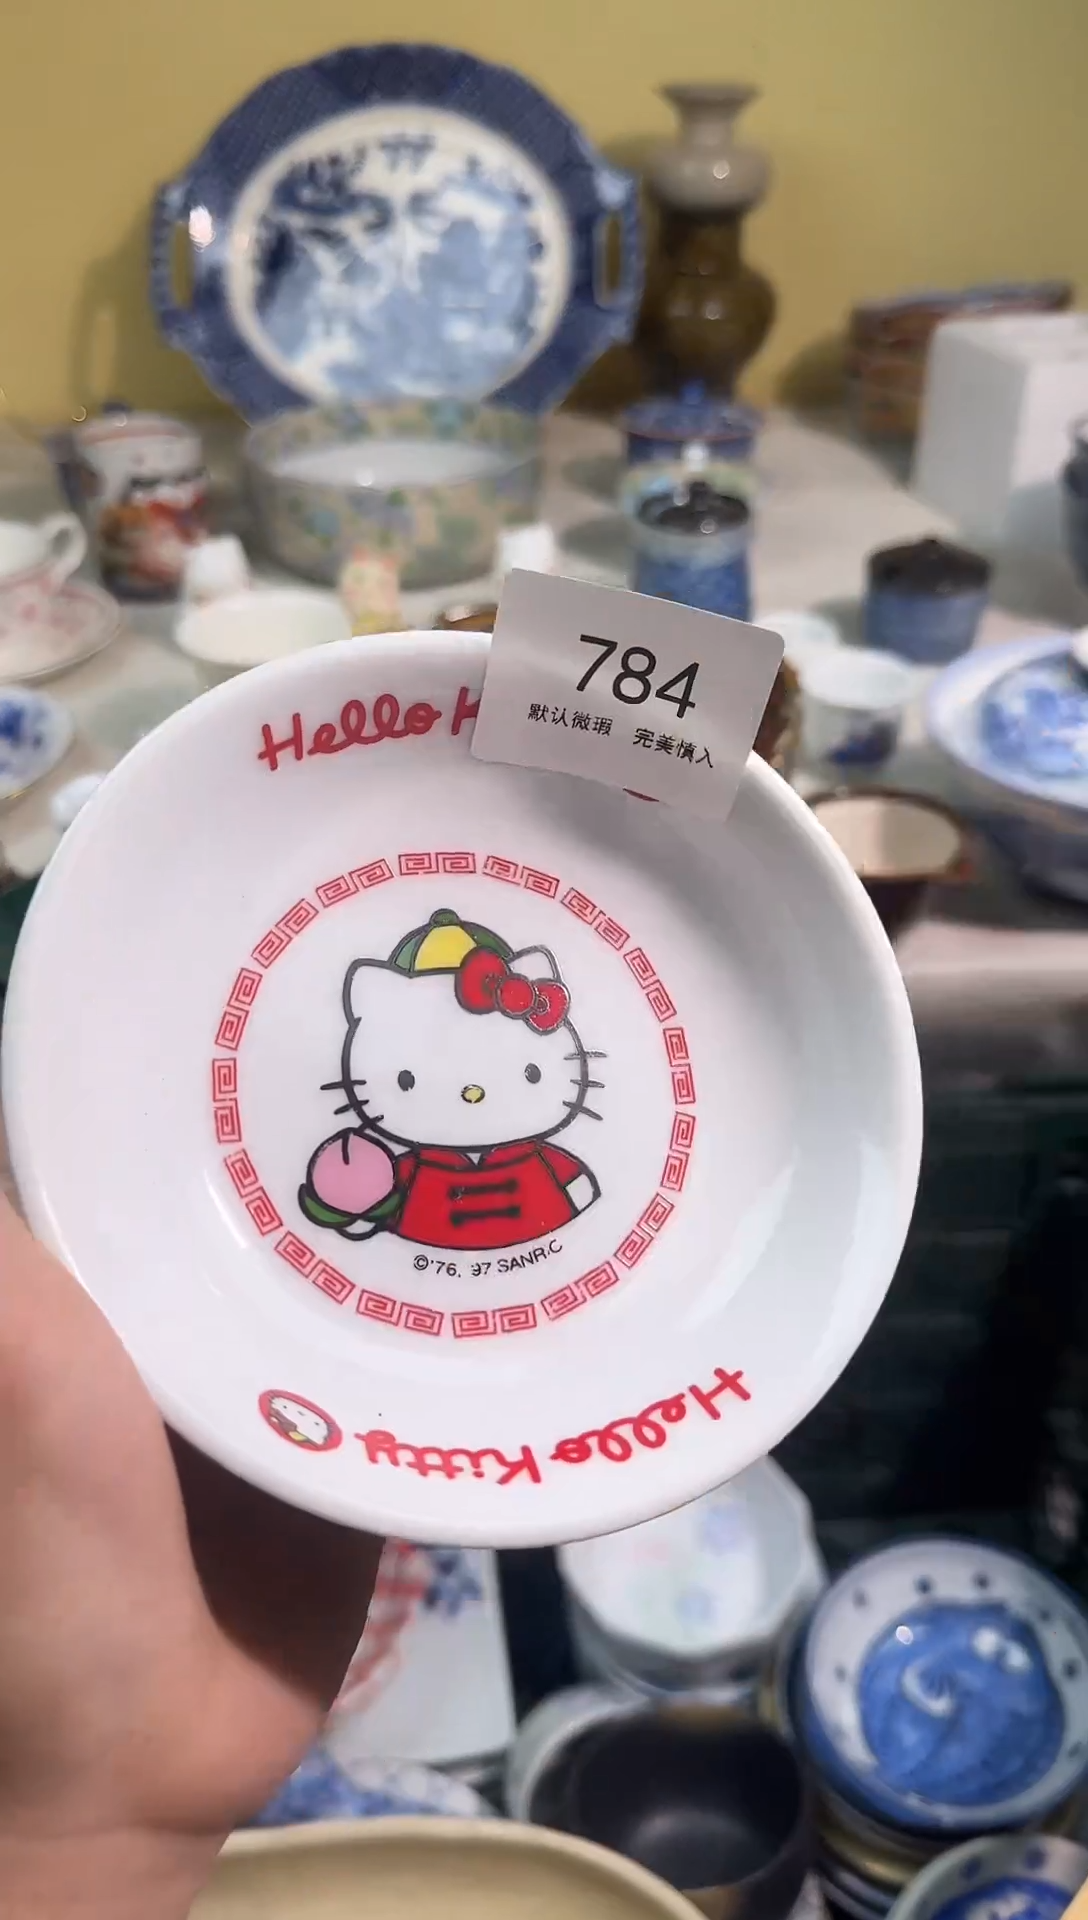 Hello K
784
默认微瑕 完美慎入
©'76, '97 SANR.C
Hello Kitty